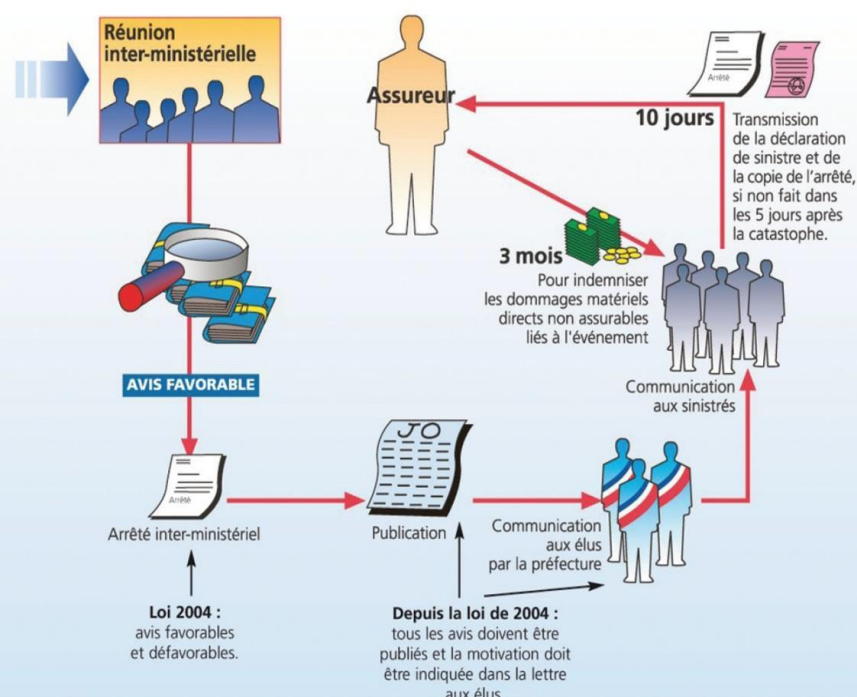 Réunion
inter-ministérielle
Assureur
Arrêté
10 jours
Transmission
de la déclaration
de sinistre et de
la copie de l'arrêté,
si non fait dans
les 5 jours après
la catastrophe.
3 mois
Pour indemniser
les dommages matériels
directs non assurables
liés à l'événement
AVIS FAVORABLE
Communication
aux sinistrés
JO
Arrêté
Arrêté inter-ministériel
Publication
Communication
aux élus
par la préfecture
Loi 2004 :
avis favorables
et défavorables.
Depuis la loi de 2004 :
tous les avis doivent être
publiés et la motivation doit
être indiquée dans la lettre
aux élus